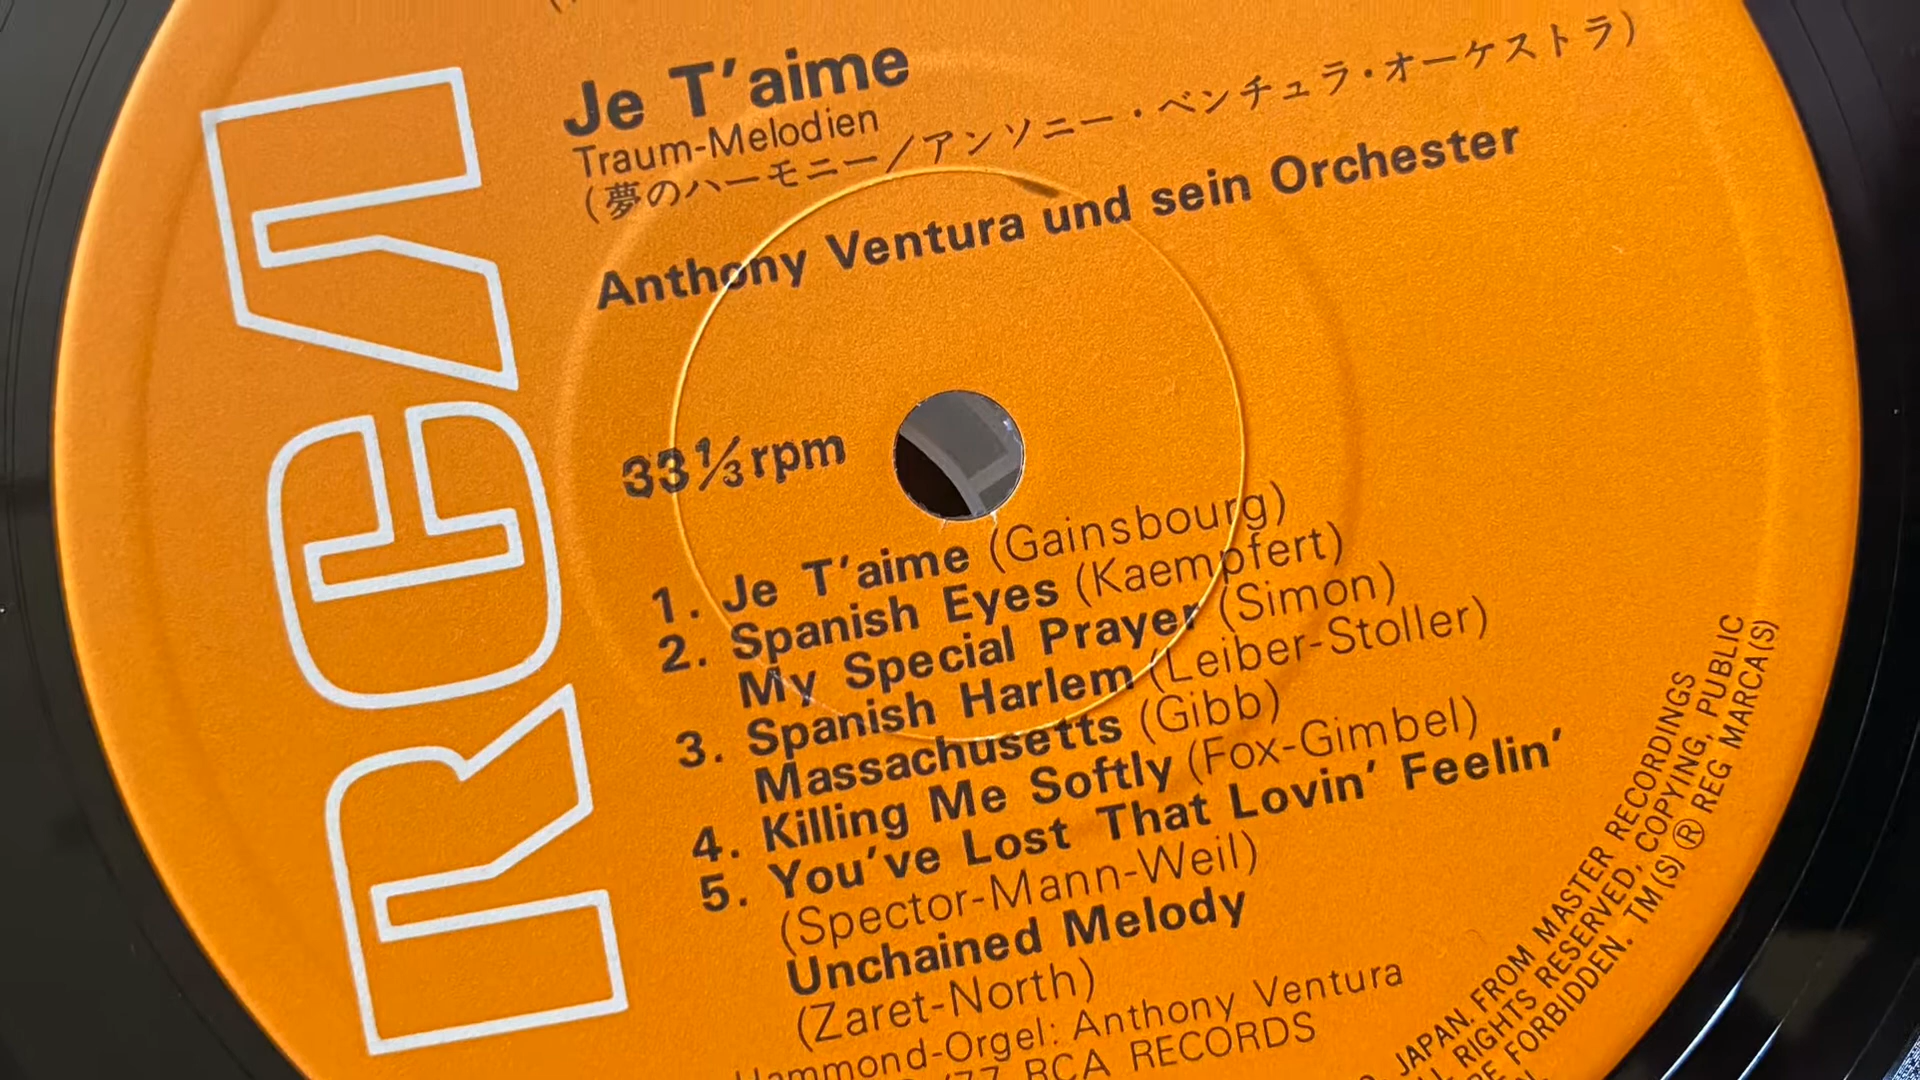 RCA
Je T'aime
Traum-Melodien
(夢のハーモニー/アンソニー・ベンチュラ・オーケストラ)
Anthony Ventura und sein Orchester
33⅓rpm
1. Je T'aime (Gainsbourg)
2. Spanish Eyes (Kaempfert)
My Special Prayer (Simon)
3. Spanish Harlem (Leiber-Stoller)
Massachusetts (Gibb)
4. Killing Me Softly (Fox-Gimbel)
5. You've Lost That Lovin' Feelin'
(Spector-Mann-Weil)
Unchained Melody
(Zaret-North)
Hammond-Orgel: Anthony Ventura
'77 RCA RECORDS
JAPAN. FROM MASTER RECORDINGS
RIGHTS RESERVED, COPYING, PUBLIC
FORBIDDEN. TM(S) ® REG MARCA(S)